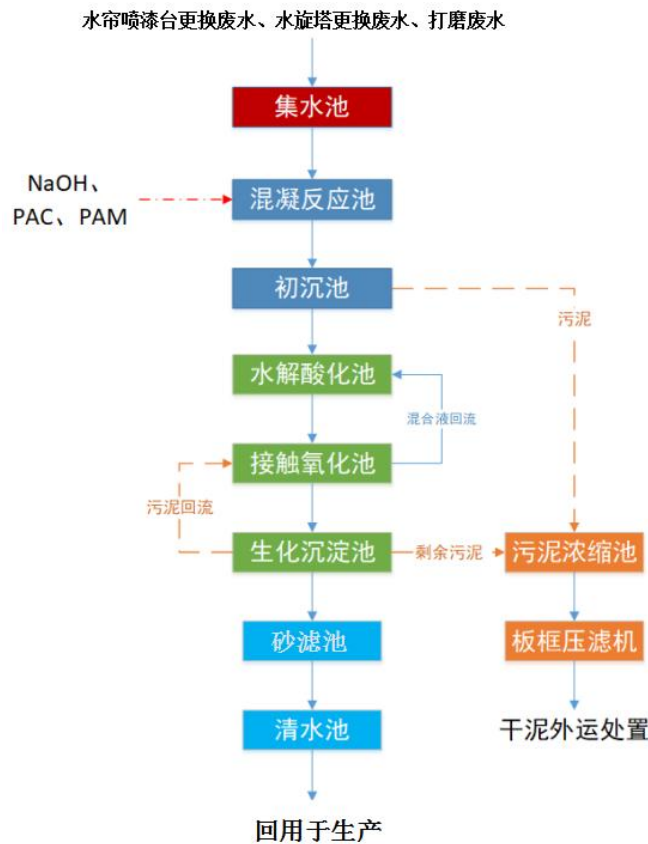 水帘喷漆台更换废水、水旋塔更换废水、打磨废水
集水池
NaOH、
PAC、PAM
混凝反应池
初沉池
污泥
水解酸化池
混合液回流
接触氧化池
污泥回流
生化沉淀池
剩余污泥
污泥浓缩池
砂滤池
板框压滤机
清水池
干泥外运处置
回用于生产